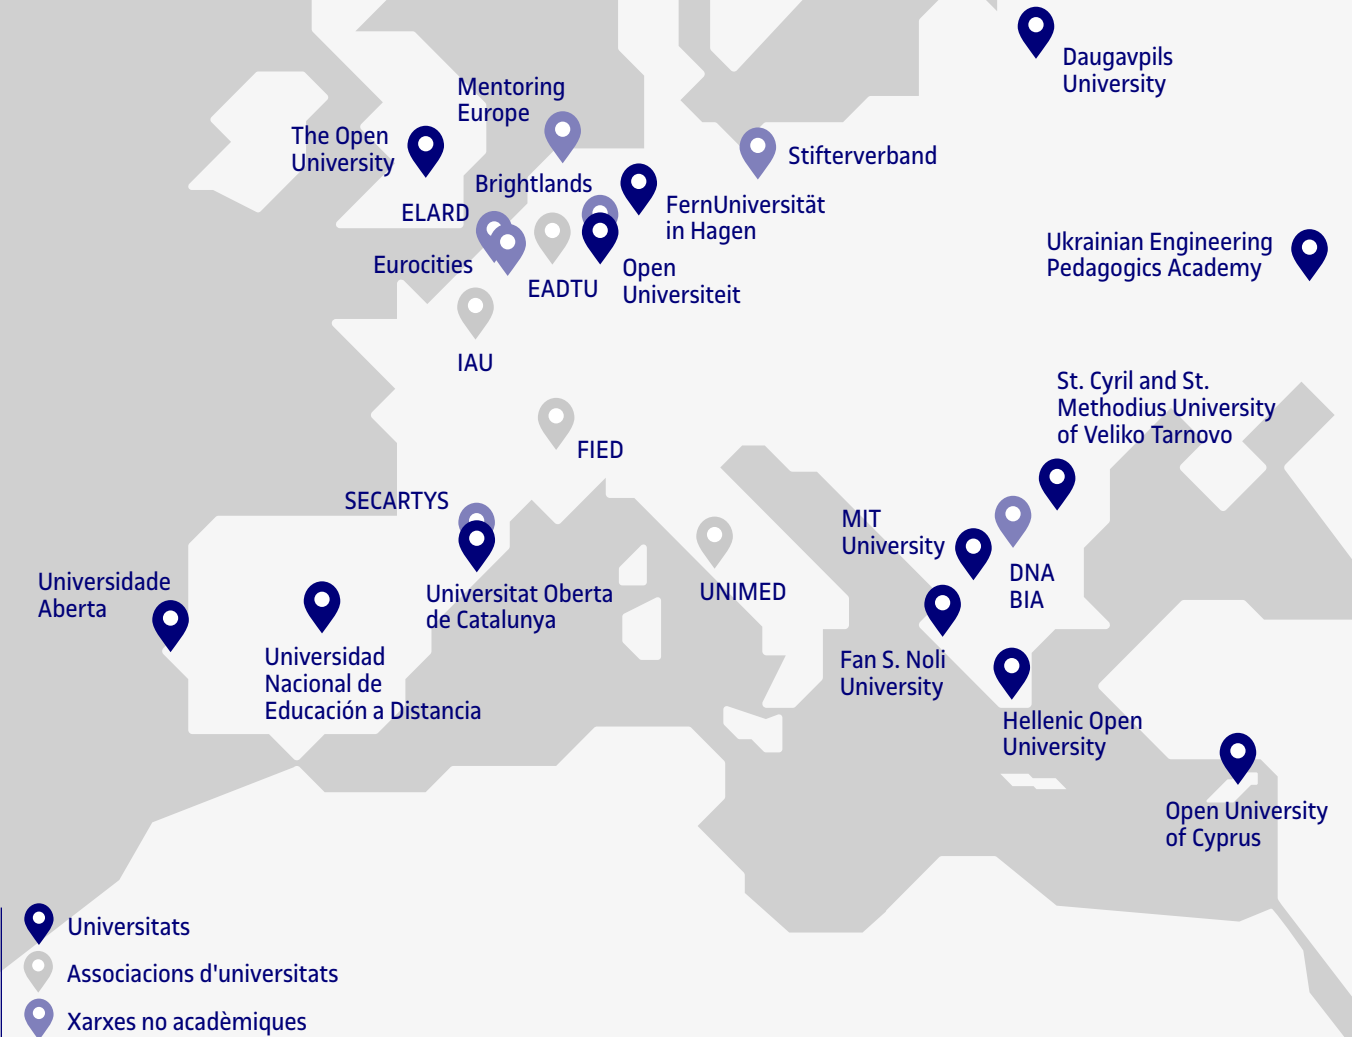 Daugavpils
University
Mentoring
Europe
The Open
University
Stifterverband
Brightlands
ELARD
FernUniversität
in Hagen
Eurocities
EADTU
Open
Universiteit
Ukrainian Engineering
Pedagogics Academy
IAU
St. Cyril and St.
Methodius University
of Veliko Tarnovo
FIED
SECARTYS
MIT
University
DNA
BIA
UNIMED
Universidade
Aberta
Universitat Oberta
de Catalunya
Universidad
Nacional de
Educación a Distancia
Fan S. Noli
University
Hellenic Open
University
Open University
of Cyprus
Universitats
Associacions d'universitats
Xarxes no acadèmiques